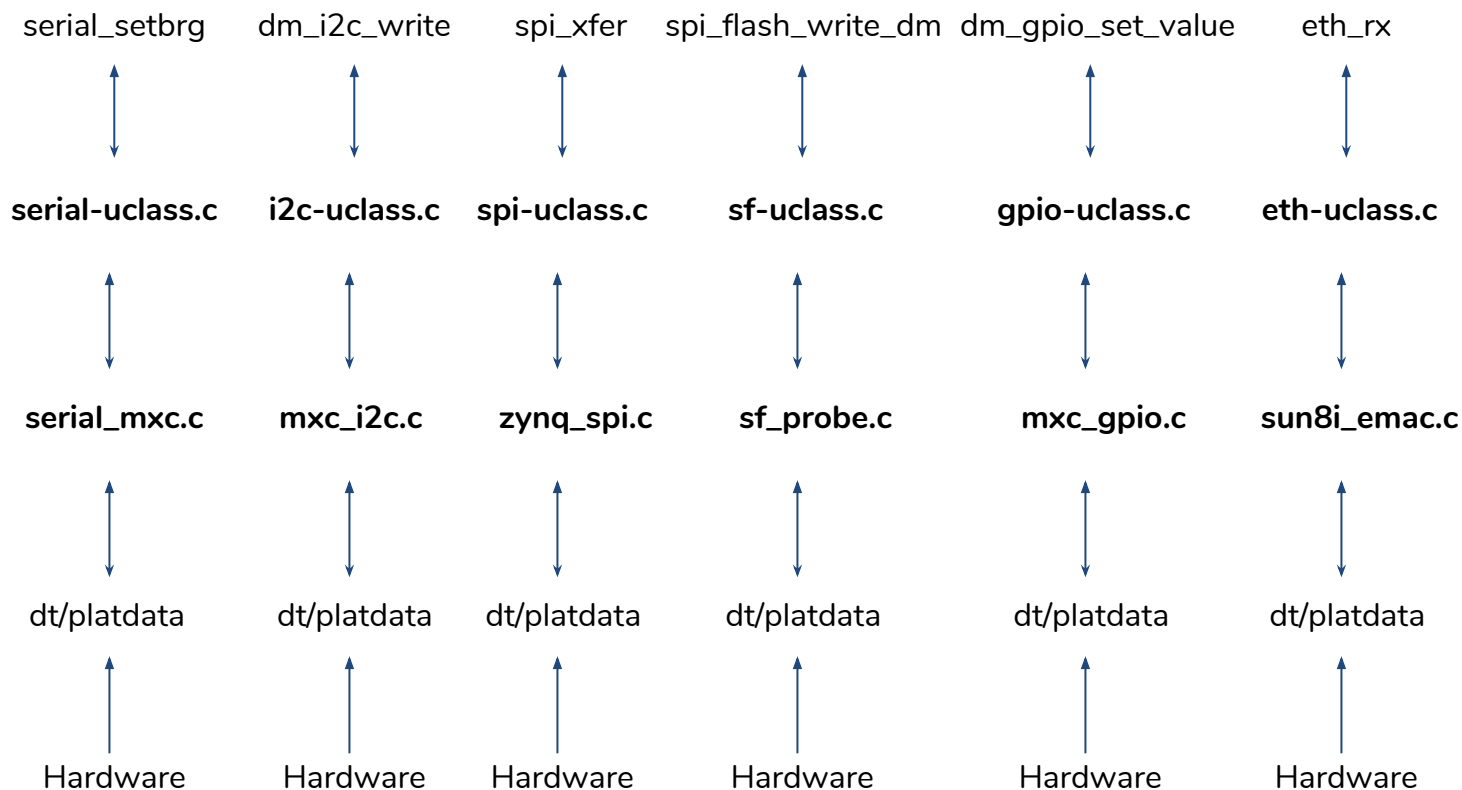 serial_setbrg dm_i2c_write spi_xfer spi_flash_write_dm dm_gpio_set_value eth_rx
serial-uclass.c i2c-uclass.c spi-uclass.c sf-uclass.c gpio-uclass.c eth-uclass.c
serial_mxc.c mxc_i2c.c zynq_spi.c sf_probe.c mxc_gpio.c sun8i_emac.c
dt/platdata dt/platdata dt/platdata dt/platdata dt/platdata dt/platdata
Hardware Hardware Hardware Hardware Hardware Hardware